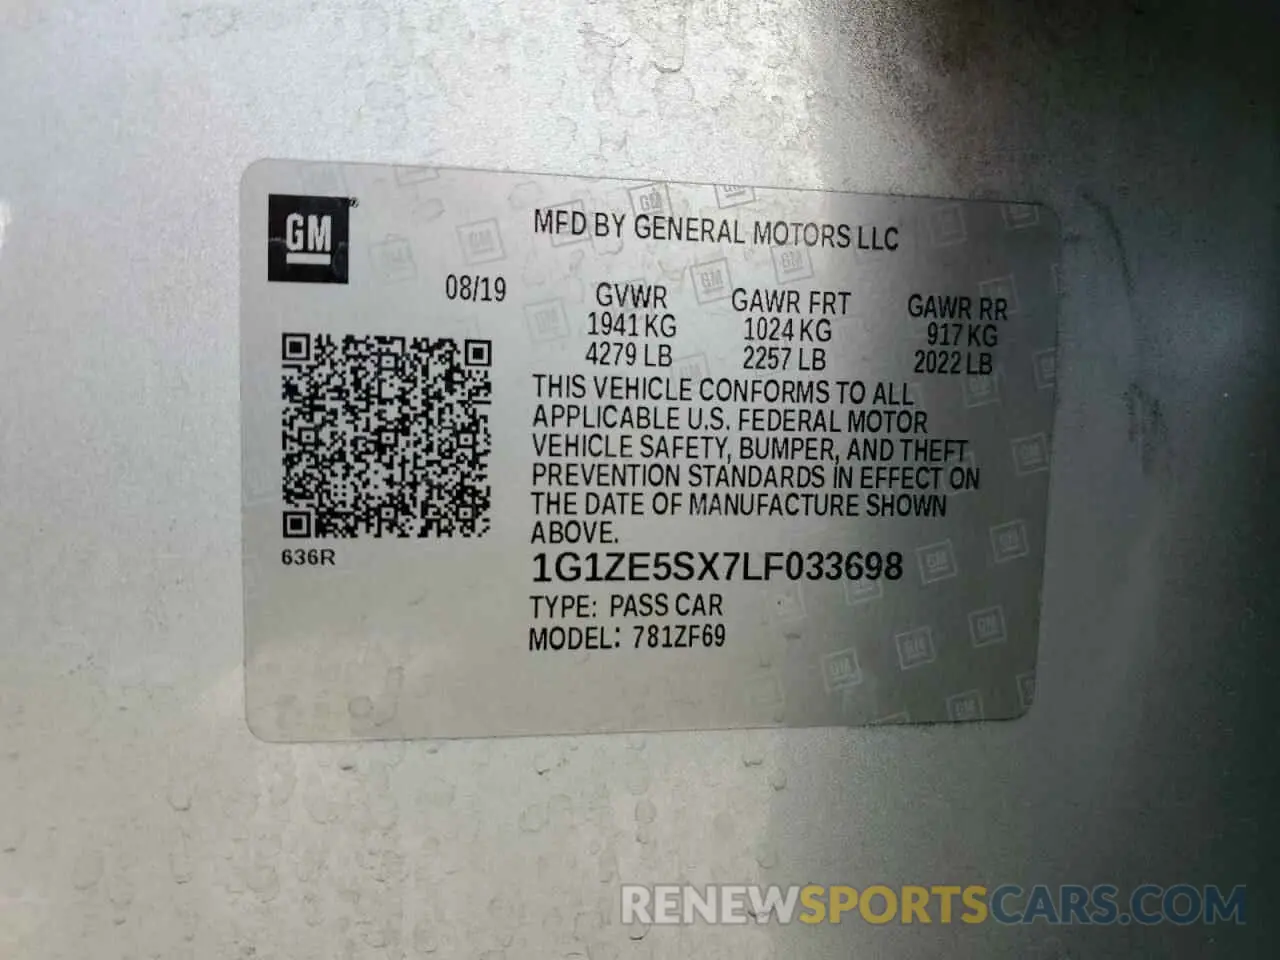 GM®
MFD BY GENERAL MOTORS LLC
08/19
GVWR GAWR FRT GAWR RR
1941 KG 1024 KG 917 KG
4279 LB 2257 LB 2022 LB
THIS VEHICLE CONFORMS TO ALL
APPLICABLE U.S. FEDERAL MOTOR
VEHICLE SAFETY, BUMPER, AND THEFT
PREVENTION STANDARDS IN EFFECT ON
THE DATE OF MANUFACTURE SHOWN
ABOVE.
636R
1G1ZE5SX7LF033698
TYPE: PASS CAR
MODEL: 781ZF69
RENEWSPORTSCARS.COM